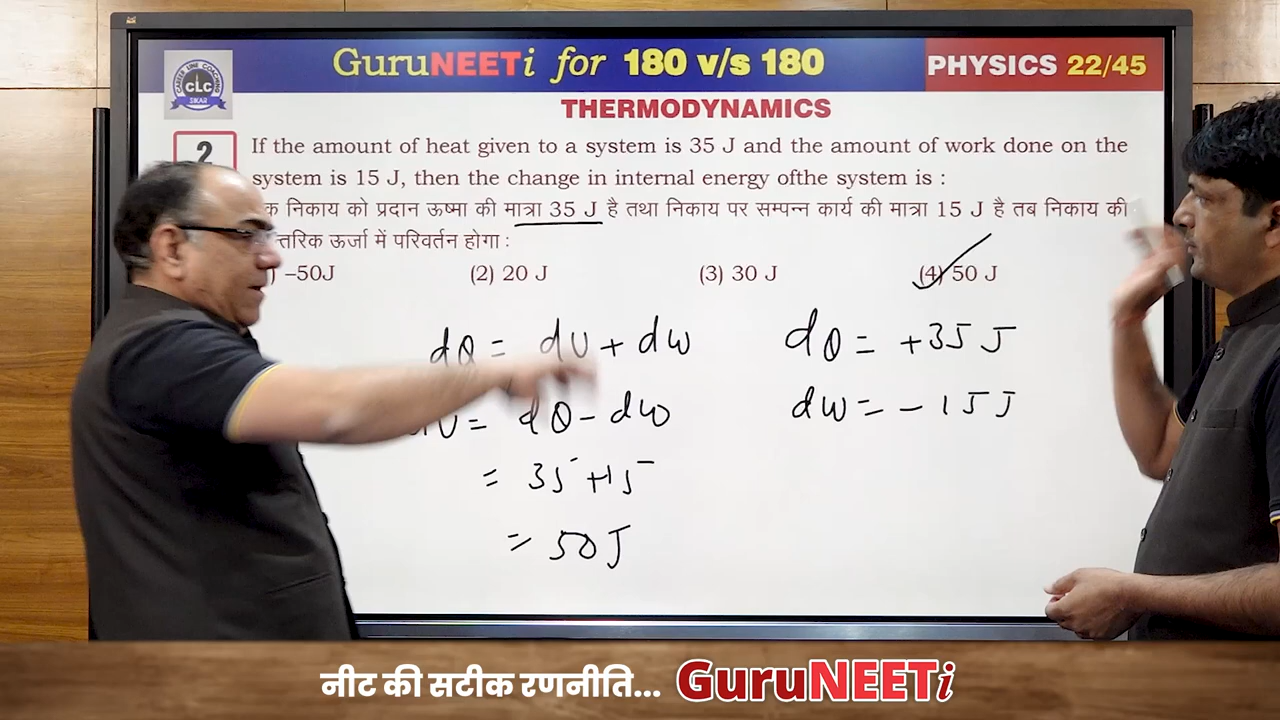 GuruNEETi for 180 v/s 180
PHYSICS 22/45
CLC
SIKAR
THERMODYNAMICS
2
If the amount of heat given to a system is 35 J and the amount of work done on the
system is 15 J, then the change in internal energy ofthe system is :
निकाय को प्रदान ऊष्मा की मात्रा 35 J है तथा निकाय पर सम्पन्न कार्य की मात्रा 15 J है तब निकाय की
ऊर्जा में परिवर्तन होगा :
–50J (2) 20 J (3) 30 J (4) 50 J
dQ = dU + dw
dQ = +35 J
= dQ - dw
dw = - 15 J
= 35 + 15
= 50 J
नीट की सटीक रणनीति... GuruNEETi